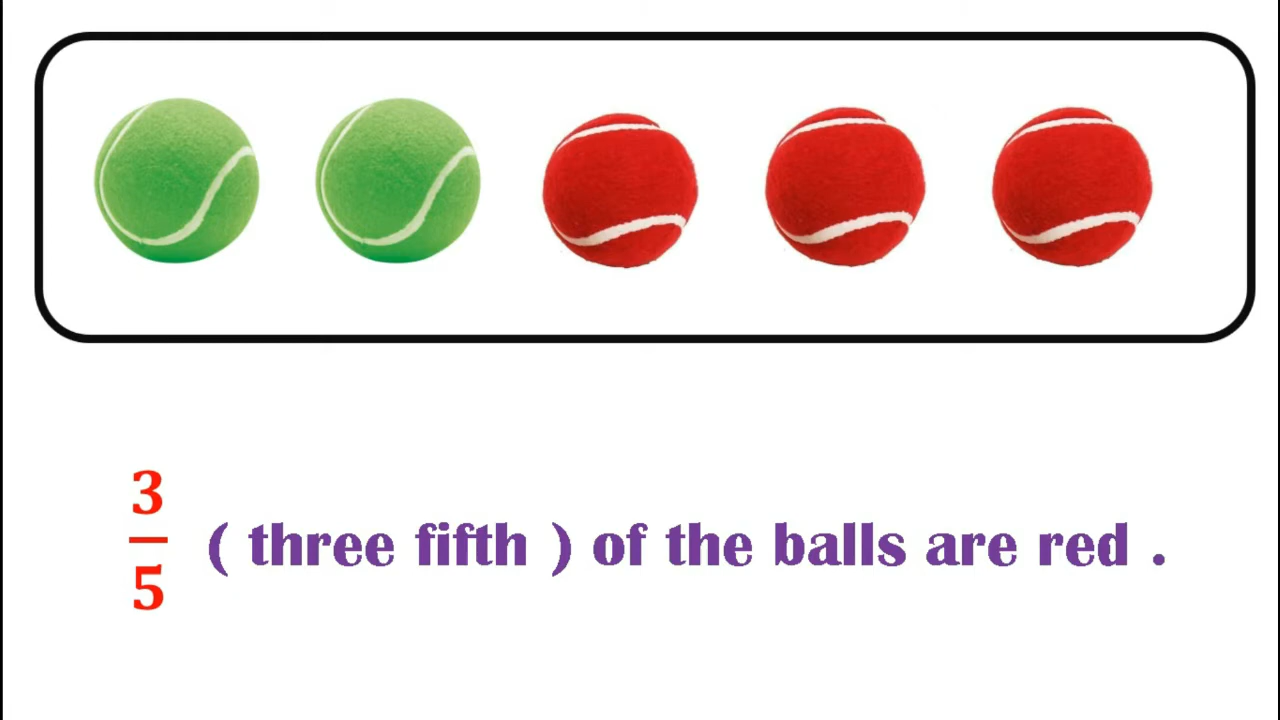 3
5
( three fifth ) of the balls are red .